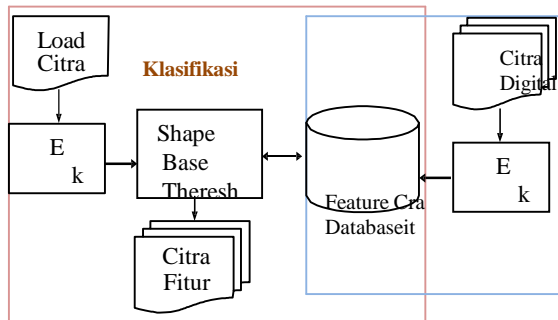 Load
Citra
Klasifikasi
Citra
Digital
E
k
Shape
Base
Theresh
E
k
Feature Cra
Databaseit
Citra
Fitur